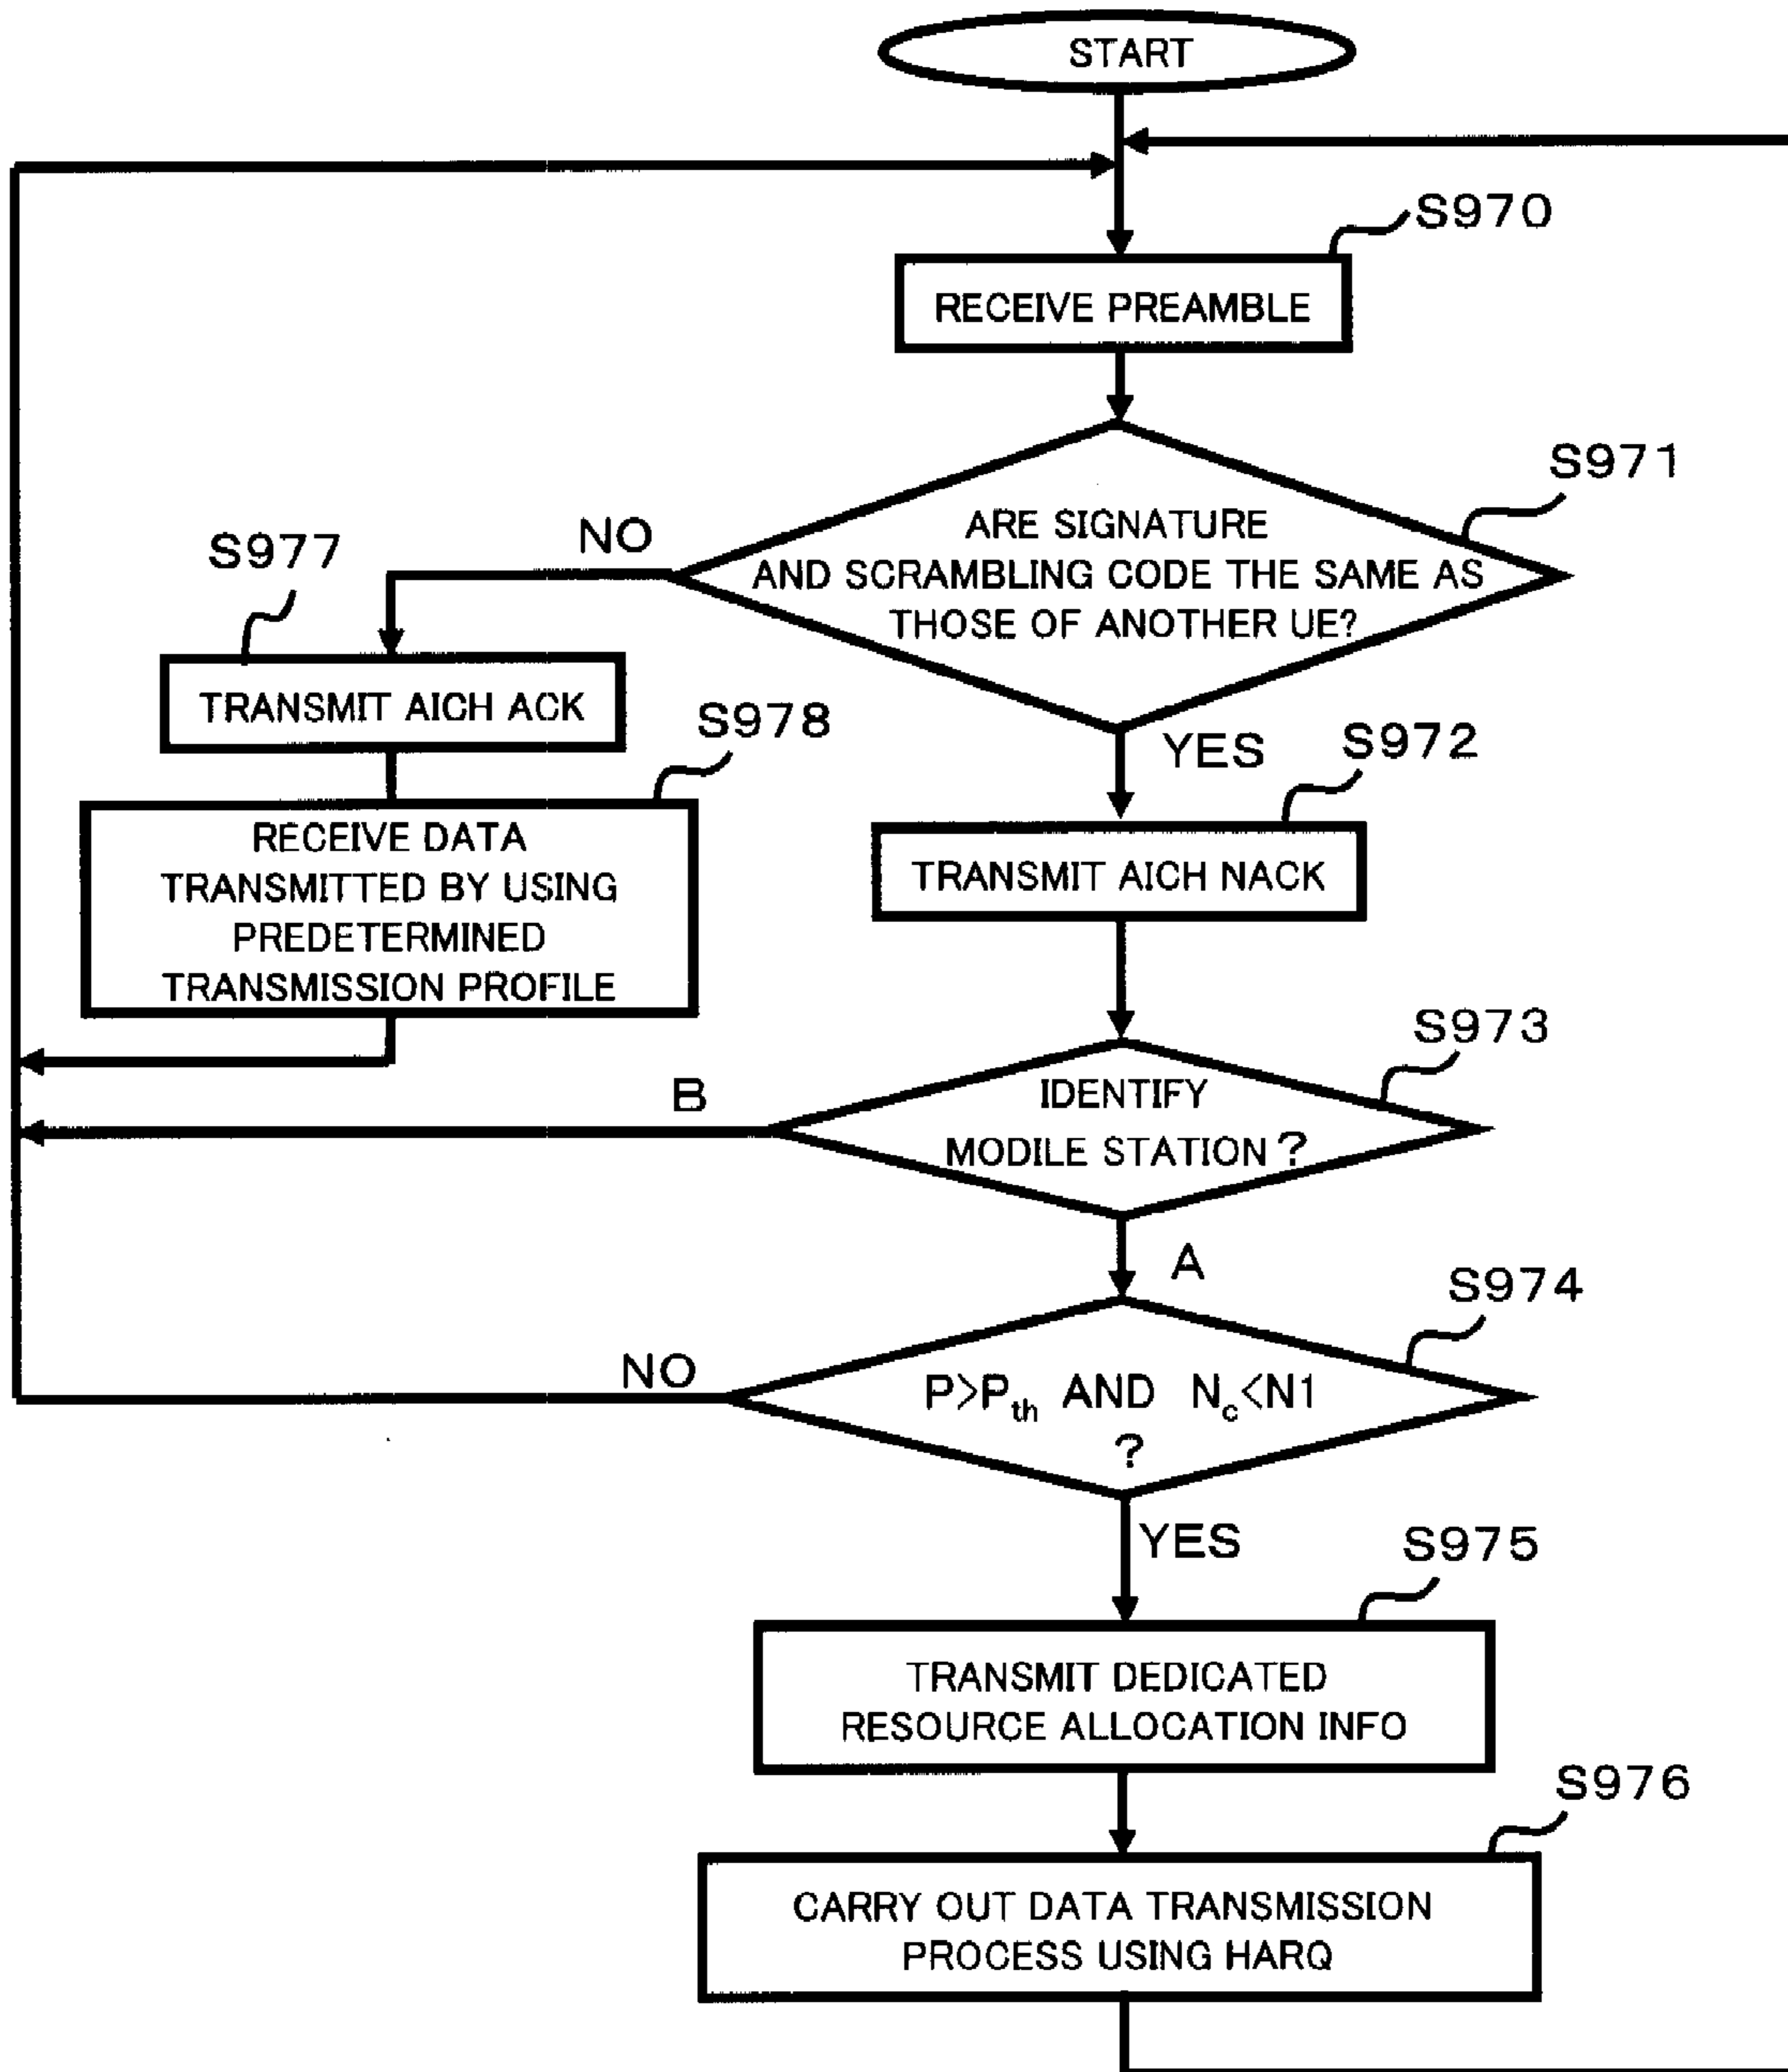 START
S970
RECEIVE PREAMBLE
S971
ARE SIGNATURE
AND SCRAMBLING CODE THE SAME AS
THOSE OF ANOTHER UE?
NO
S977
TRANSMIT AICH ACK
S978
RECEIVE DATA
TRANSMITTED BY USING
PREDETERMINED
TRANSMISSION PROFILE
YES
S972
TRANSMIT AICH NACK
S973
IDENTIFY
MODILE STATION ?
B
A
S974
P>Pth AND Nc<N1
?
NO
YES
S975
TRANSMIT DEDICATED
RESOURCE ALLOCATION INFO
S976
CARRY OUT DATA TRANSMISSION
PROCESS USING HARQ